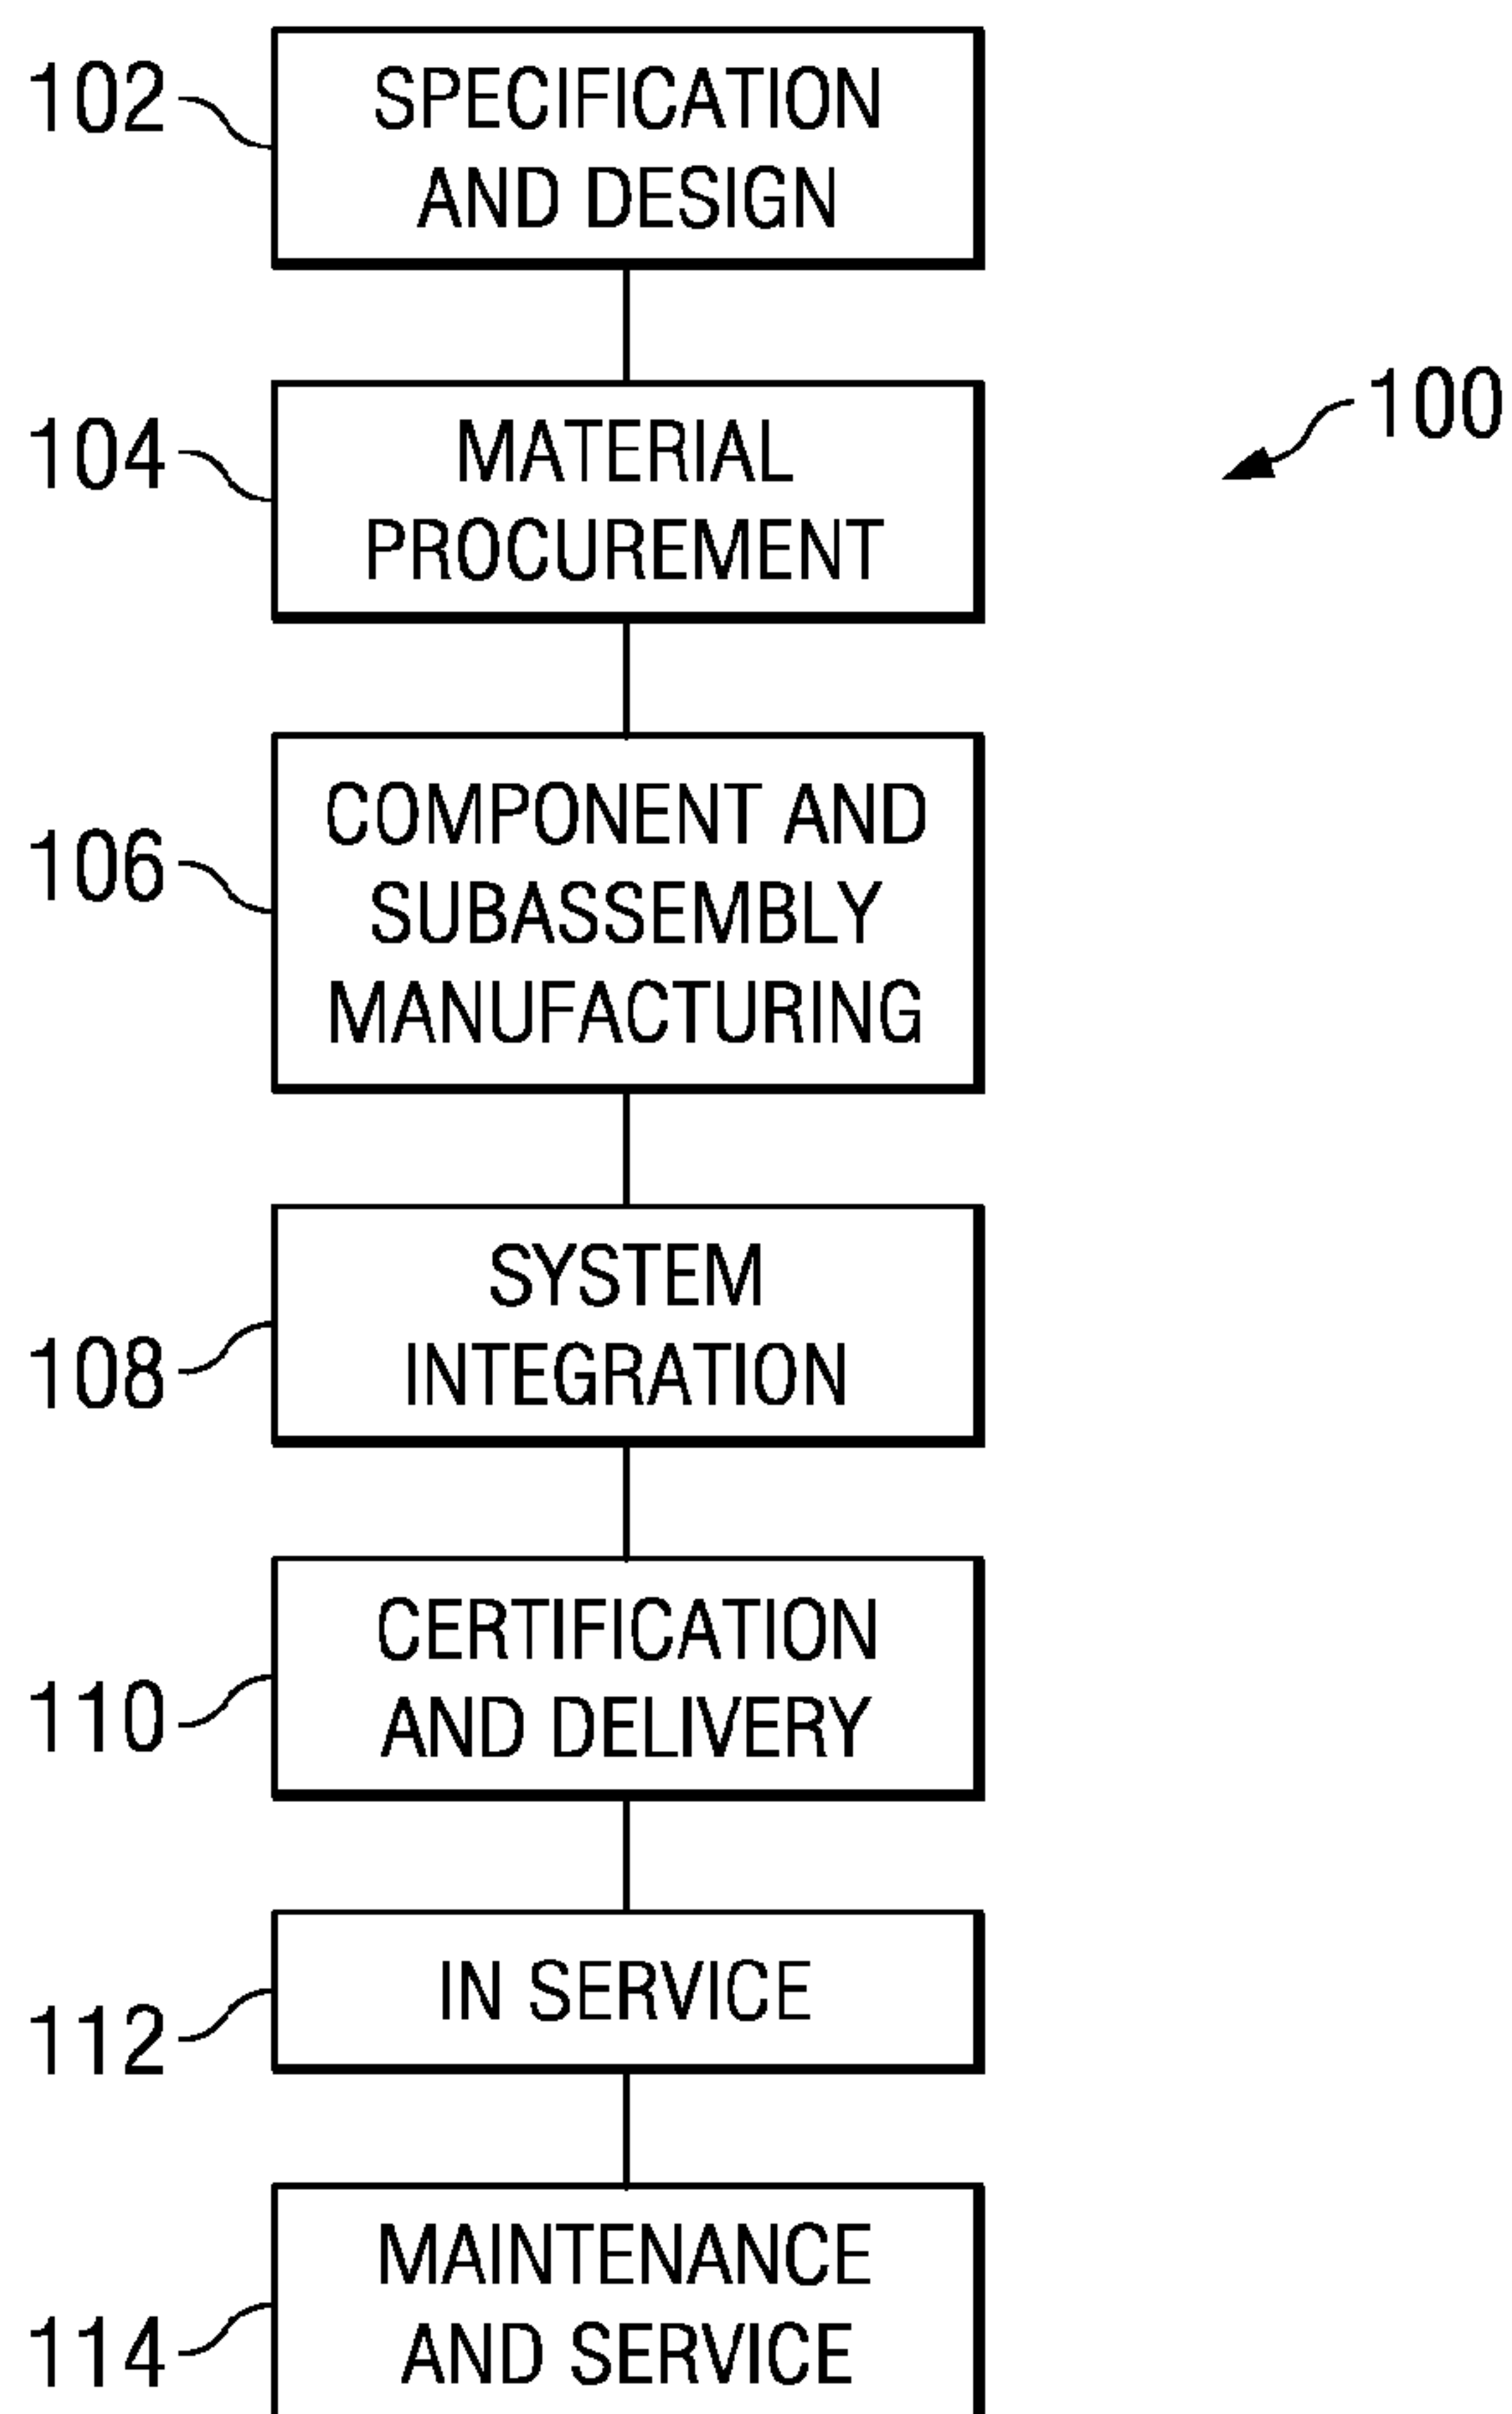 102
SPECIFICATION
AND DESIGN
100
104
MATERIAL
PROCUREMENT
106
COMPONENT AND
SUBASSEMBLY
MANUFACTURING
108
SYSTEM
INTEGRATION
110
CERTIFICATION
AND DELIVERY
112
IN SERVICE
114
MAINTENANCE
AND SERVICE